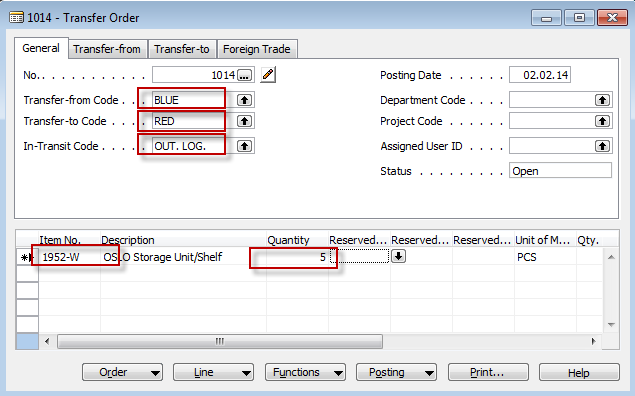 1014 - Transfer Order
General Transfer-from Transfer-to Foreign Trade
No. . . . . . . . . . . . . . 1014 ... Posting Date . . . . . . 02.02.14
Transfer-from Code . . . . BLUE Department Code . . .
Transfer-to Code . . . . . RED Project Code . . . . . .
In-Transit Code . . . . . . OUT. LOG. Assigned User ID . . . .
Status . . . . . . . . . Open
Item No. Description Quantity Reserved... Reserved... Reserved... Unit of M... Qty.
1952-W OSLO Storage Unit/Shelf 5 PCS
Order Line Functions Posting Print... Help